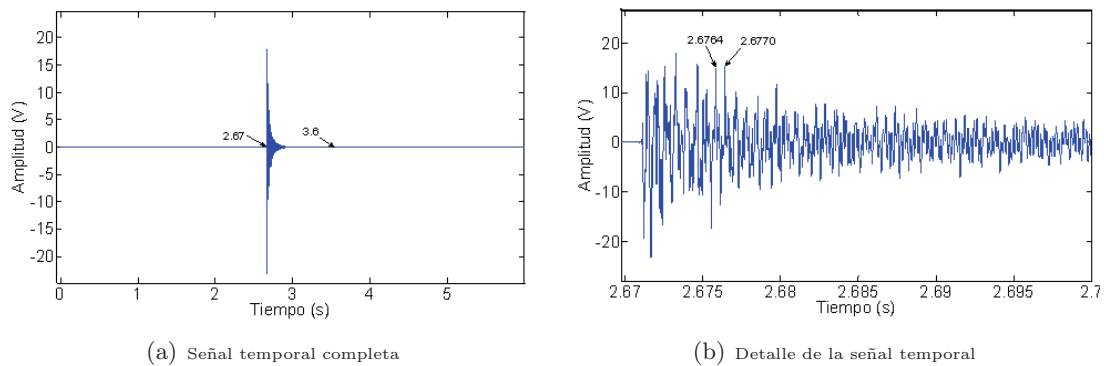 20
15
10
5
0
-5
-10
-15
-20
Amplitud (V)
2.67
3.6
0 1 2 3 4 5
Tiempo (s)
(a) Señal temporal completa
20
10
0
-10
-20
Amplitud (V)
2.6764
2.6770
2.67 2.675 2.68 2.685 2.69 2.695 2.7
Tiempo (s)
(b) Detalle de la señal temporal